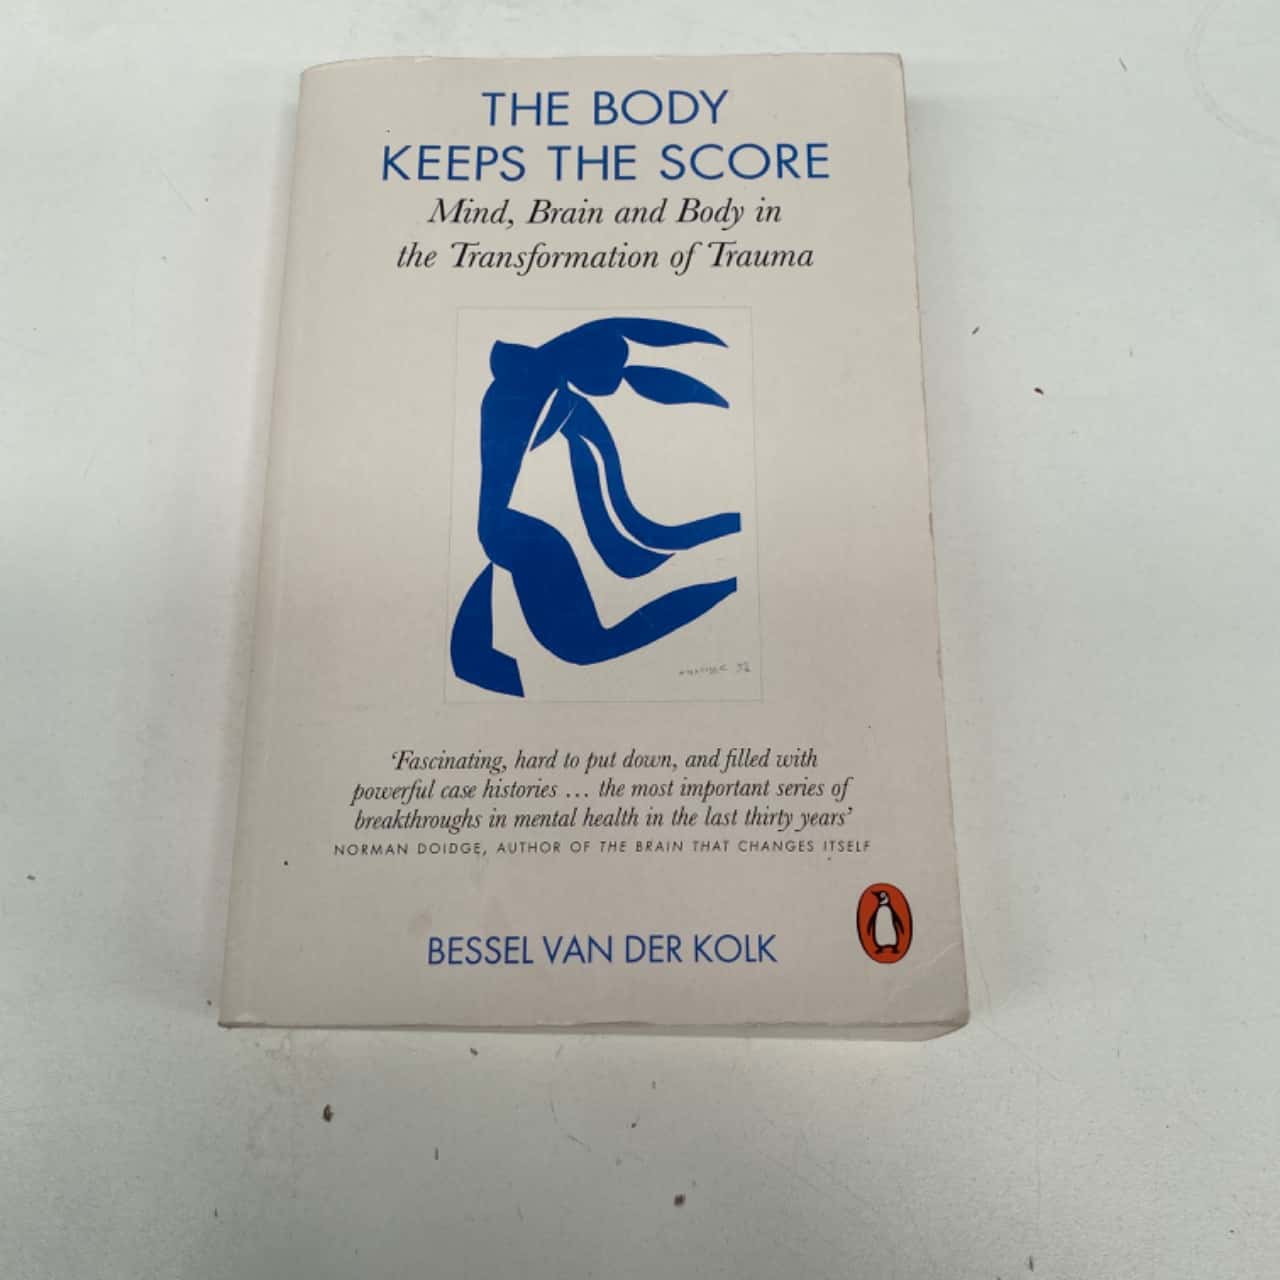 THE BODY
KEEPS THE SCORE
Mind, Brain and Body in
the Transformation of Trauma
‘Fascinating, hard to put down, and filled with
powerful case histories … the most important series of
breakthroughs in mental health in the last thirty years’
NORMAN DOIDGE, AUTHOR OF THE BRAIN THAT CHANGES ITSELF
BESSEL VAN DER KOLK